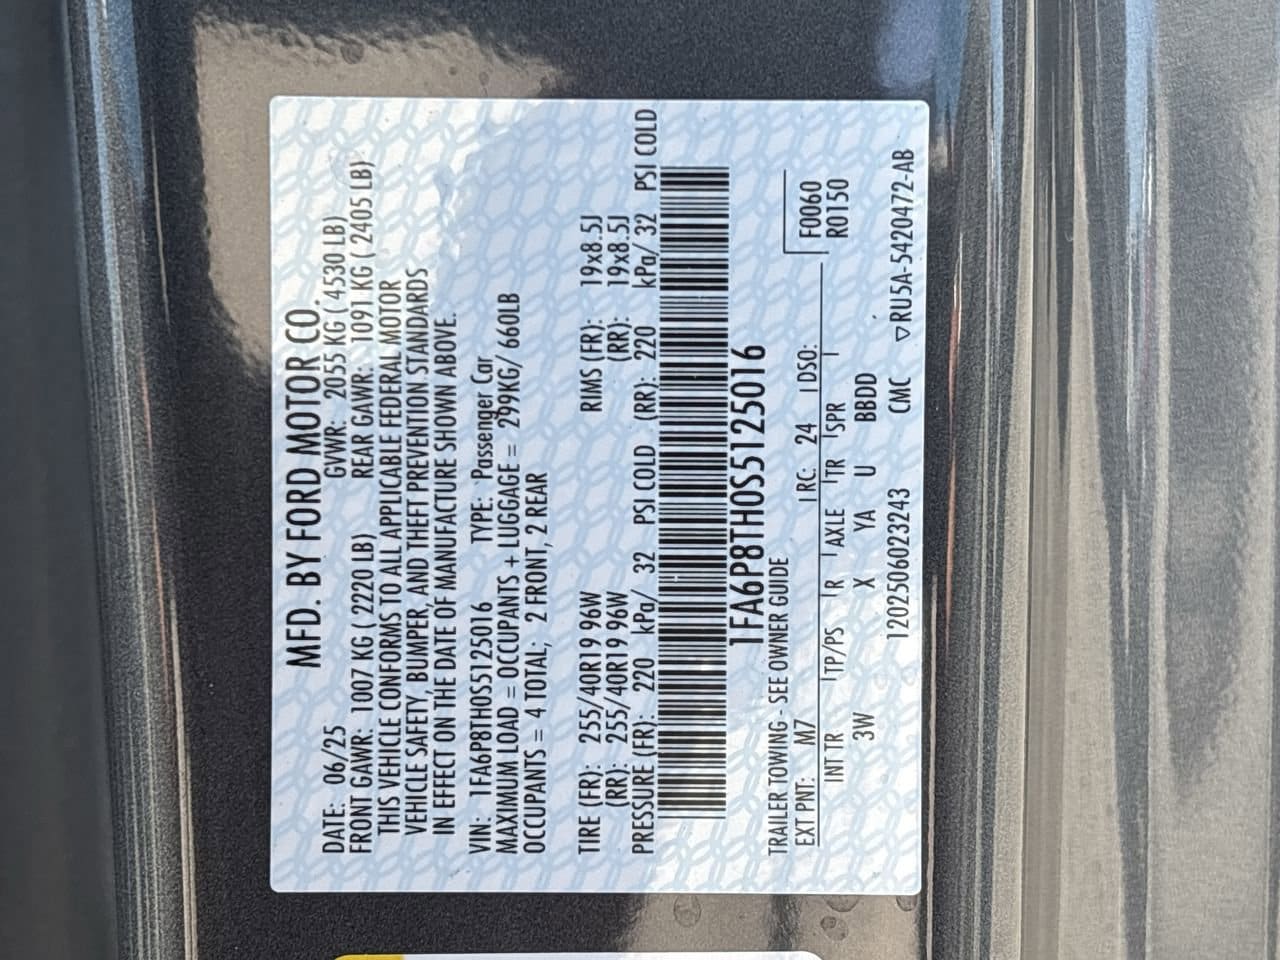 MFD. BY FORD MOTOR CO.
DATE: 06/25 GVWR: 2055 KG ( 4530 LB)
FRONT GAWR: 1007 KG ( 2220 LB) REAR GAWR: 1091 KG ( 2405 LB)
THIS VEHICLE CONFORMS TO ALL APPLICABLE FEDERAL MOTOR
VEHICLE SAFETY, BUMPER, AND THEFT PREVENTION STANDARDS
IN EFFECT ON THE DATE OF MANUFACTURE SHOWN ABOVE.
VIN: 1FA6P8TH0S5125016 TYPE: Passenger Car
MAXIMUM LOAD = OCCUPANTS + LUGGAGE = 299KG/ 660LB
OCCUPANTS = 4 TOTAL; 2 FRONT, 2 REAR
TIRE (FR): 255/40R19 96W RIMS (FR): 19x8.5J
(RR): 255/40R19 96W (RR): 19x8.5J
PRESSURE (FR): 220 kPa/ 32 PSI COLD (RR): 220 kPa/ 32 PSI COLD
1FA6P8TH0S5125016
TRAILER TOWING - SEE OWNER GUIDE
EXT PNT: M7 RC: 24 DSO: F0060
INT TR TP/PS R AXLE TR SPR R0150
3W X YA U BBDD
120250602​3243 CMC ▽RU5A-5420472-AB